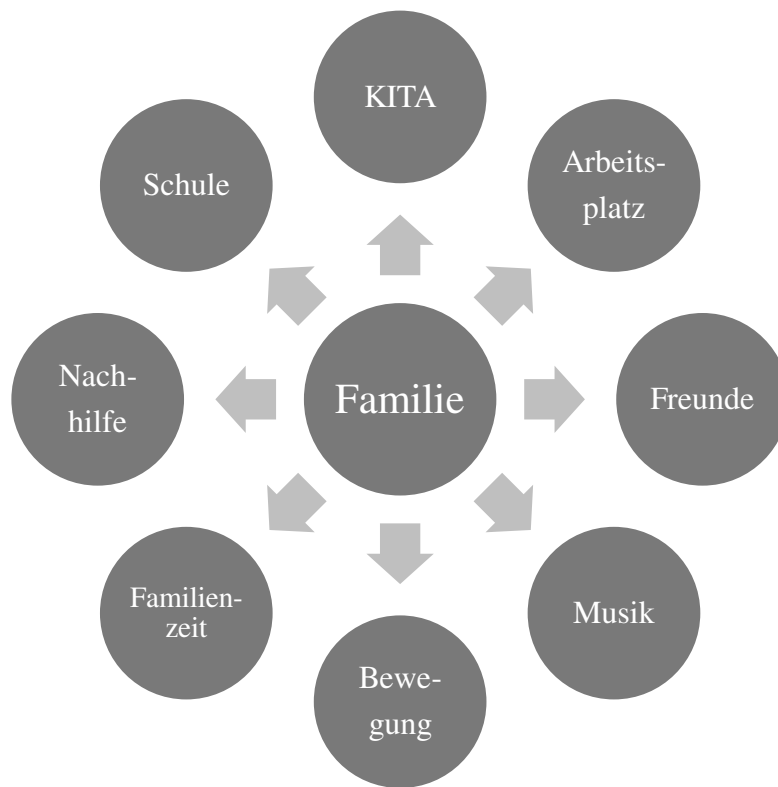 KITA
Arbeits-
platz
Schule
Nach-
hilfe
Familie
Freunde
Familien-
zeit
Musik
Bewe-
gung